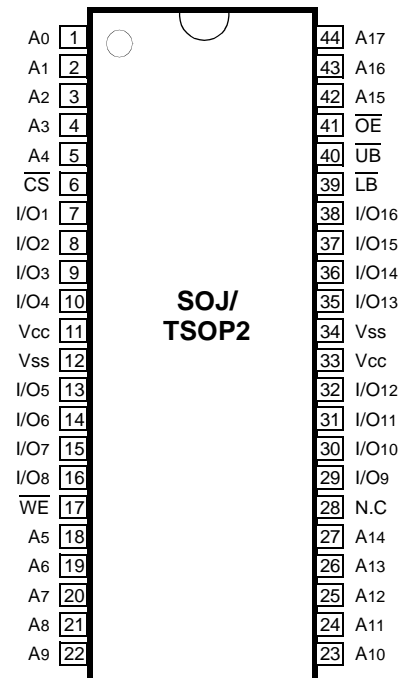 A0 1 44 A17
A1 2 43 A16
A2 3 42 A15
A3 4 41 OE
A4 5 40 UB
CS 6 39 LB
I/O1 7 38 I/O16
I/O2 8 37 I/O15
I/O3 9 36 I/O14
I/O4 10 35 I/O13
Vcc 11 SOJ/ 34 Vss
Vss 12 TSOP2 33 Vcc
I/O5 13 32 I/O12
I/O6 14 31 I/O11
I/O7 15 30 I/O10
I/O8 16 29 I/O9
WE 17 28 N.C
A5 18 27 A14
A6 19 26 A13
A7 20 25 A12
A8 21 24 A11
A9 22 23 A10